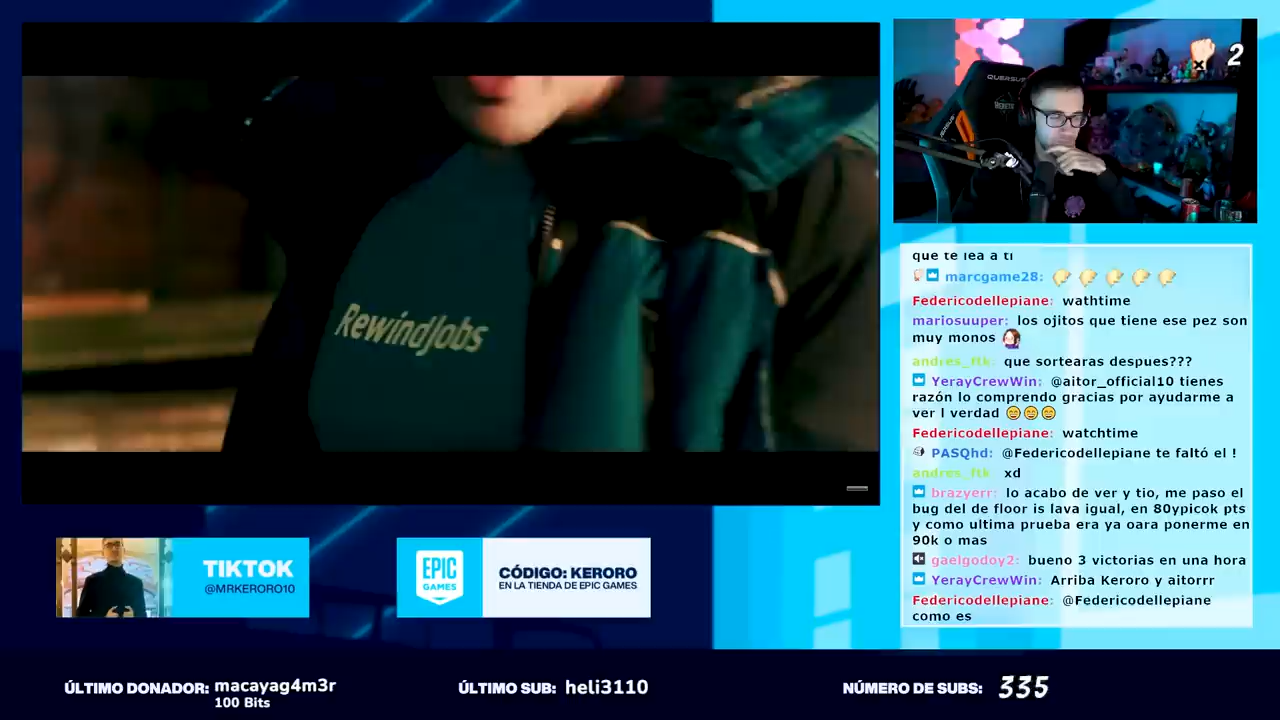 RewindJobs
QUERSUS
2
que te lea a ti
marcgame28:
Federicodellepiane: wathtime
mariosuuper: los ojitos que tiene ese pez son
muy monos
andres_ftk: que sortearas despues???
YerayCrewWin: @aitor_official10 tienes
razón lo comprendo gracias por ayudarme a
ver l verdad
Federicodellepiane: watchtime
PASQhd: @Federicodellepiane te faltó el !
andres_ftk xd
brazyerr: lo acabo de ver y tio, me paso el
bug del de floor is lava igual, en 80ypicok pts
y como ultima prueba era ya oara ponerme en
90k o mas
gaelgodoy2: bueno 3 victorias en una hora
YerayCrewWin: Arriba Keroro y aitorrr
Federicodellepiane: @Federicodellepiane
como es
TIKTOK
@MRKERORO10
EPIC
GAMES
CÓDIGO: KERORO
EN LA TIENDA DE EPIC GAMES
ÚLTIMO DONADOR: macayag4m3r
100 Bits
ÚLTIMO SUB: heli3110
NÚMERO DE SUBS: 335